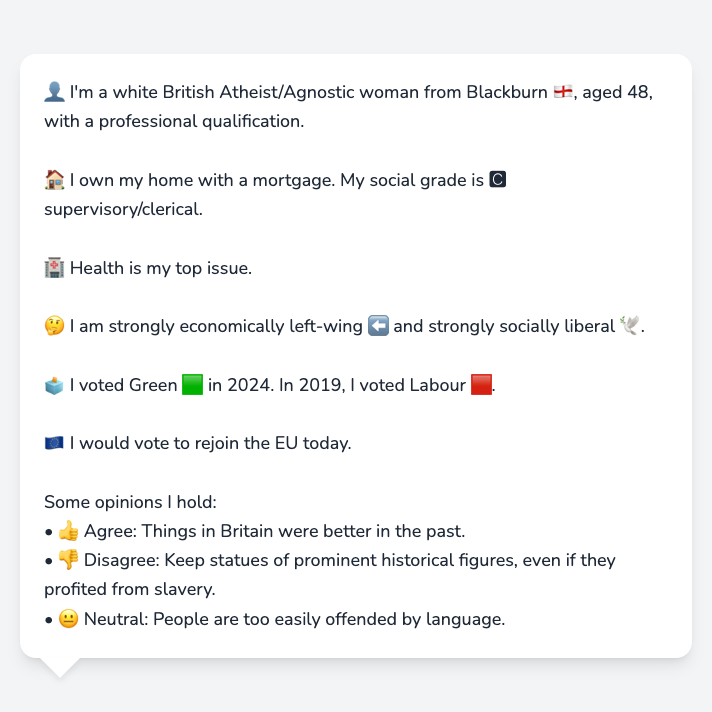 👤 I'm a white British Atheist/Agnostic woman from Blackburn 🏴󠁧󠁢󠁥󠁮󠁧󠁿, aged 48,
with a professional qualification.
🏠 I own my home with a mortgage. My social grade is 🅲
supervisory/clerical.
🏥 Health is my top issue.
🤔 I am strongly economically left-wing ⬅️ and strongly socially liberal 🕊️.
🗳️ I voted Green 🟩 in 2024. In 2019, I voted Labour 🟥.
🇪🇺 I would vote to rejoin the EU today.
Some opinions I hold:
• 👍 Agree: Things in Britain were better in the past.
• 👎 Disagree: Keep statues of prominent historical figures, even if they
profited from slavery.
• 😐 Neutral: People are too easily offended by language.